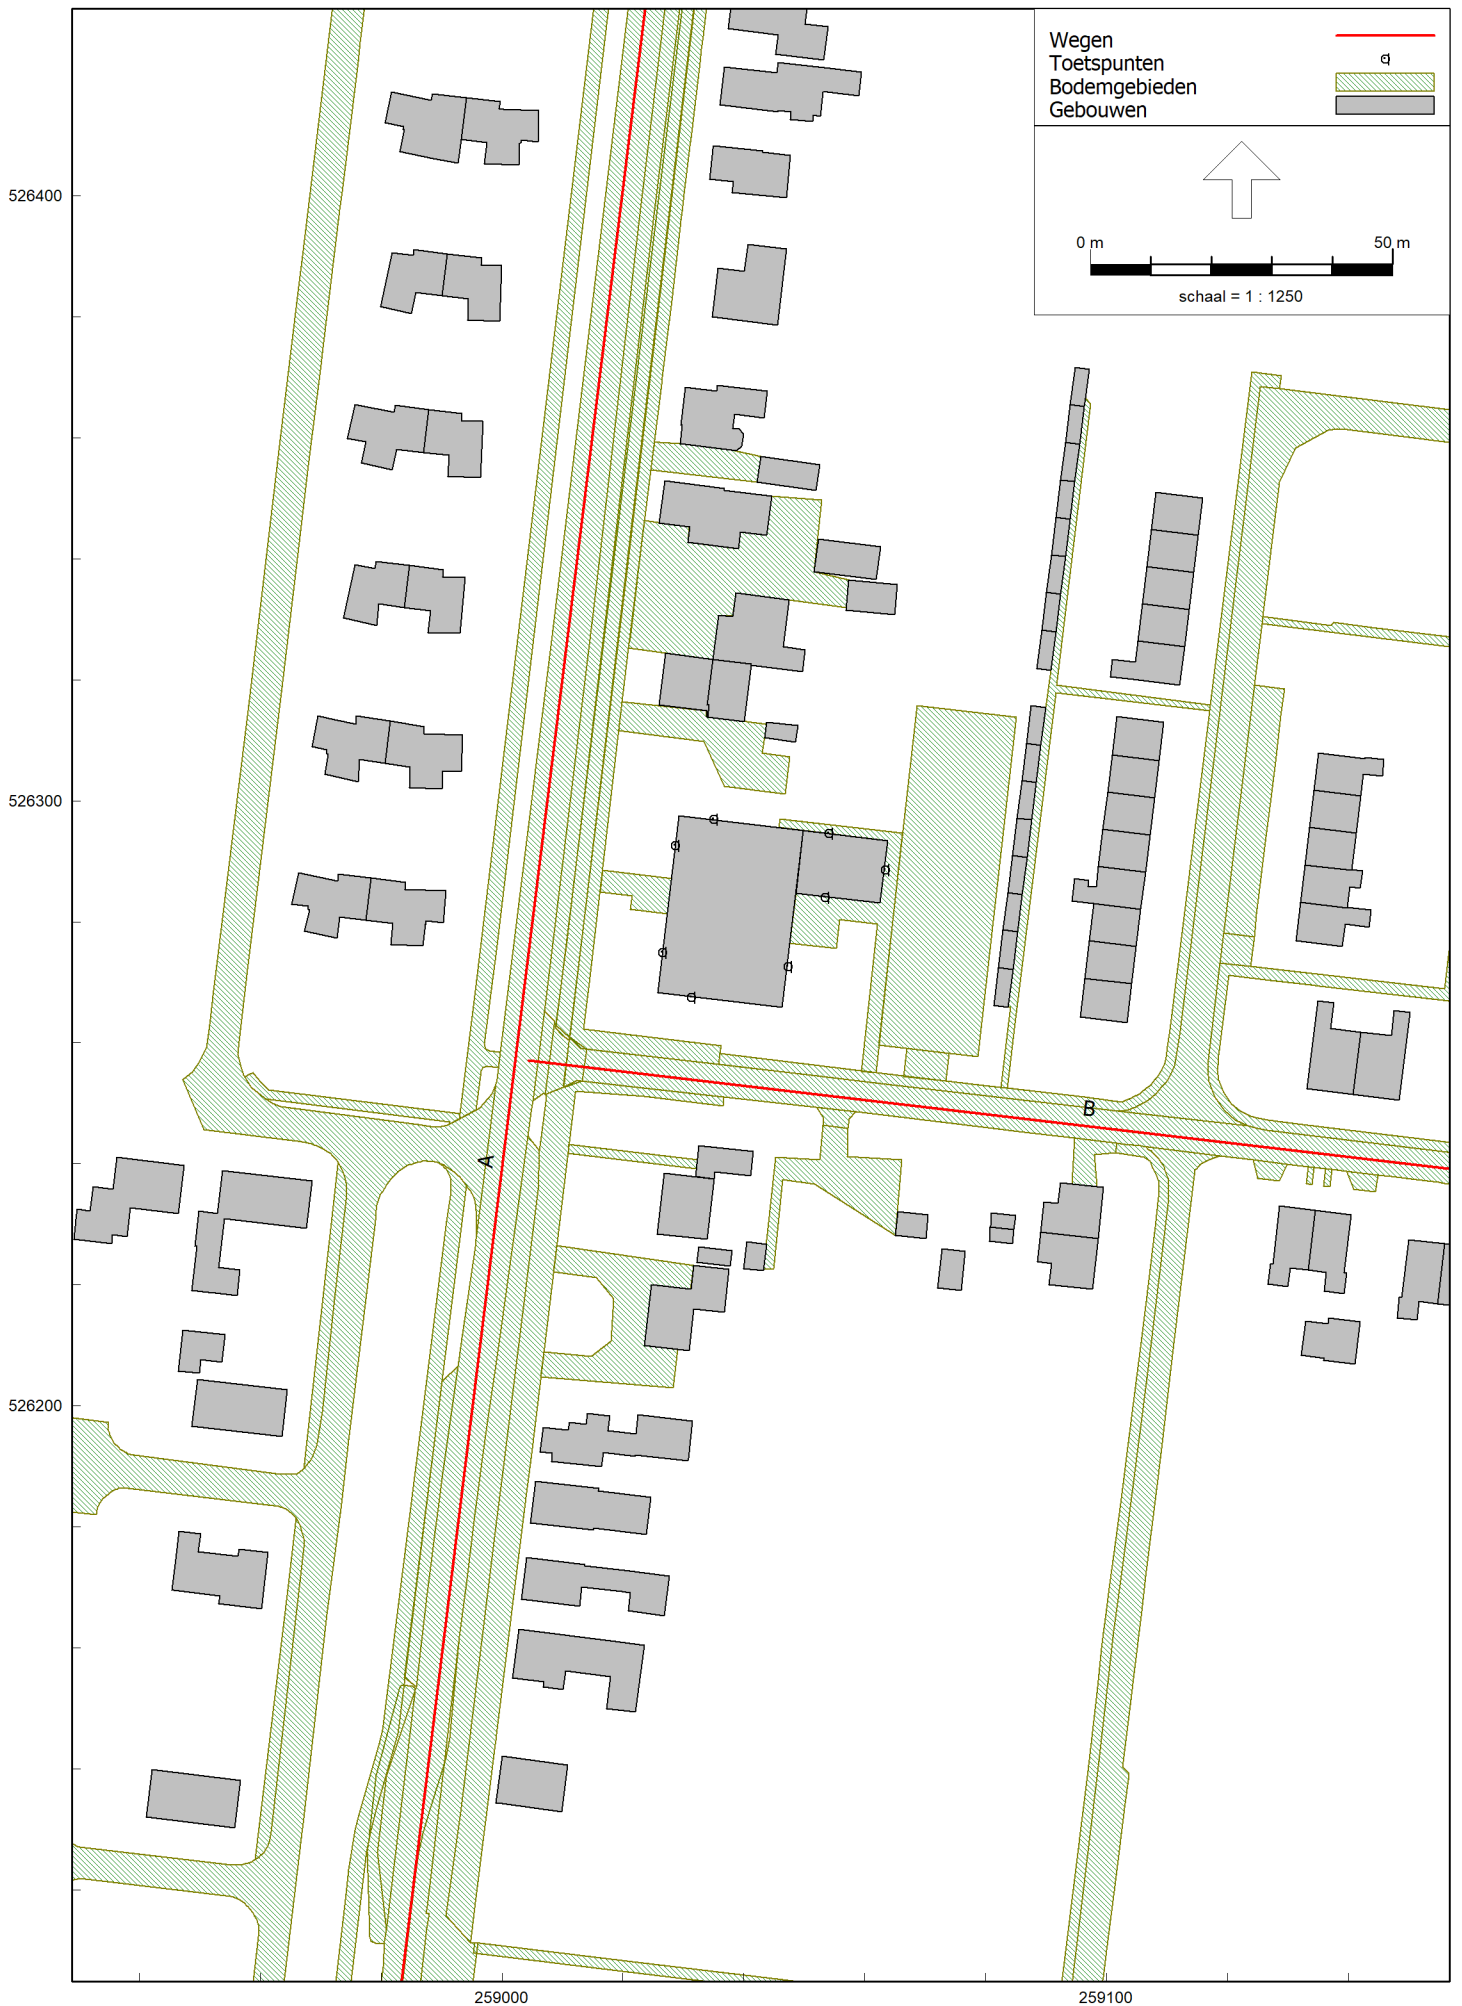 Wegen
Toetspunten
Bodemgebieden
Gebouwen
0 m 50 m
schaal = 1 : 1250
526400
526300
B
A
526200
259000 259100